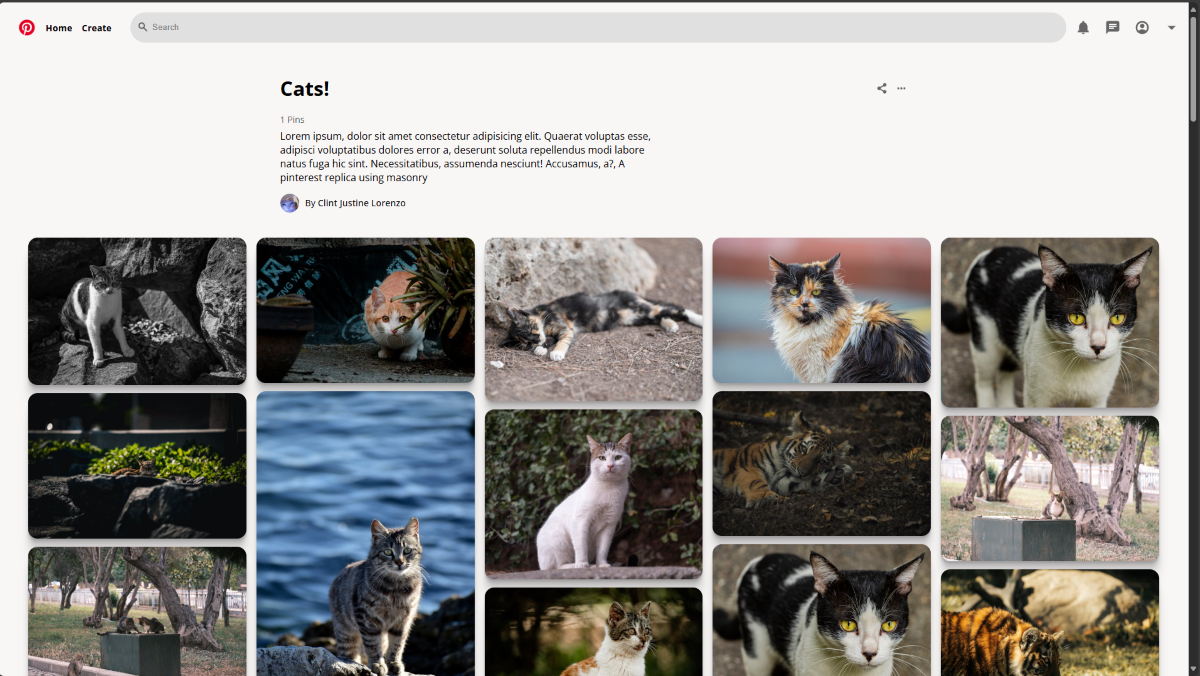 Home
Create
Search
Cats!
1 Pins
Lorem ipsum, dolor sit amet consectetur adipisicing elit. Quaerat voluptas esse,
adipisci voluptatibus dolores error a, deserunt soluta repellendus modi labore
natus fuga hic sint. Necessitatibus, assumenda nesciunt! Accusamus, a?, A
pinterest replica using masonry
By Clint Justine Lorenzo